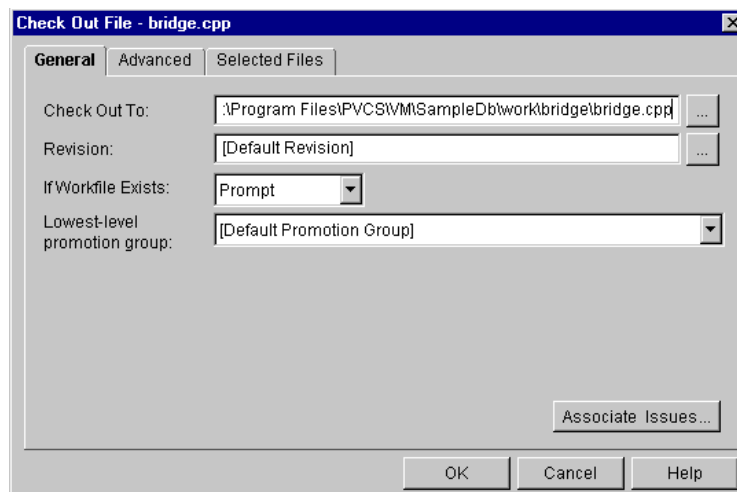 Check Out File - bridge.cpp
General Advanced Selected Files
Check Out To: :\Program Files\PVCS\VM\SampleDb\work\bridge\bridge.cpp ...
Revision: [Default Revision] ...
If Workfile Exists: Prompt
Lowest-level
promotion group: [Default Promotion Group]
Associate Issues...
OK Cancel Help